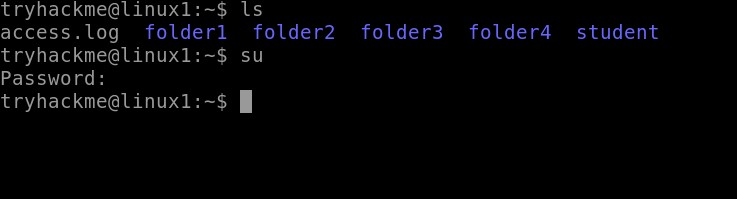 tryhackme@linux1:~$ ls
access.log folder1 folder2 folder3 folder4 student
tryhackme@linux1:~$ su
Password:
tryhackme@linux1:~$